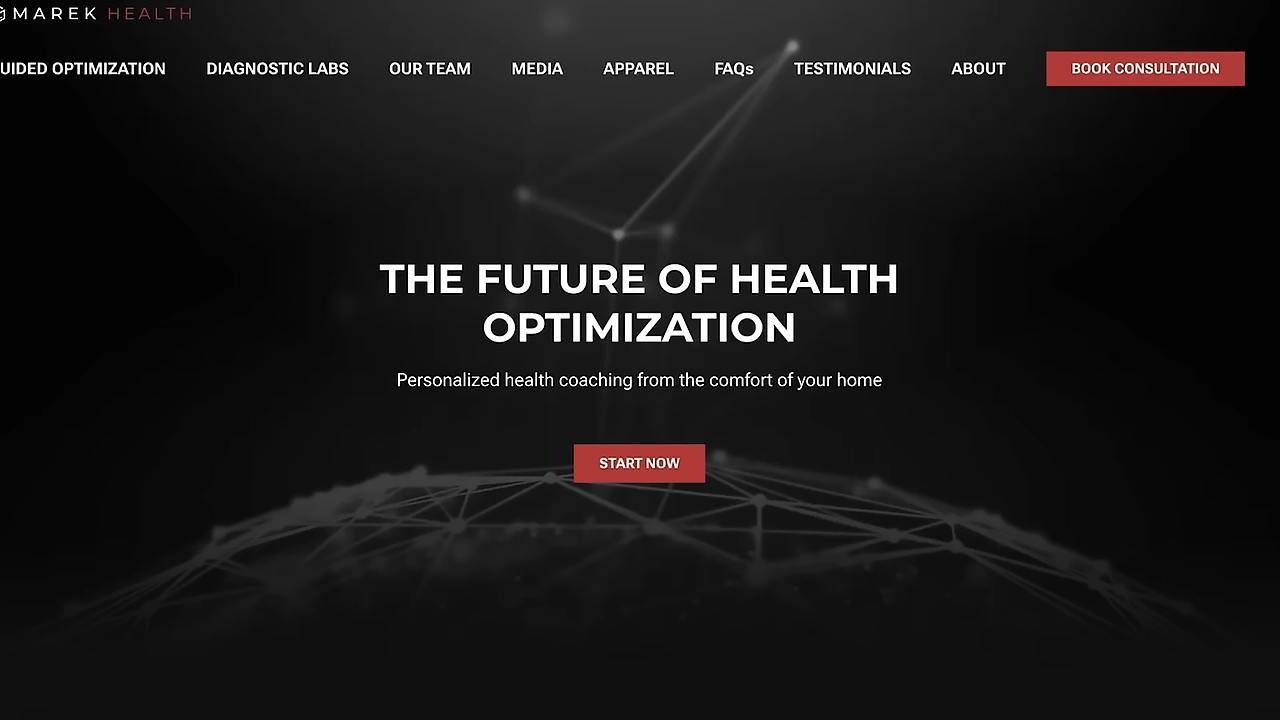 MAREK HEALTH
UIDED OPTIMIZATION DIAGNOSTIC LABS OUR TEAM MEDIA APPAREL FAQs TESTIMONIALS ABOUT BOOK CONSULTATION
THE FUTURE OF HEALTH
OPTIMIZATION
Personalized health coaching from the comfort of your home
START NOW